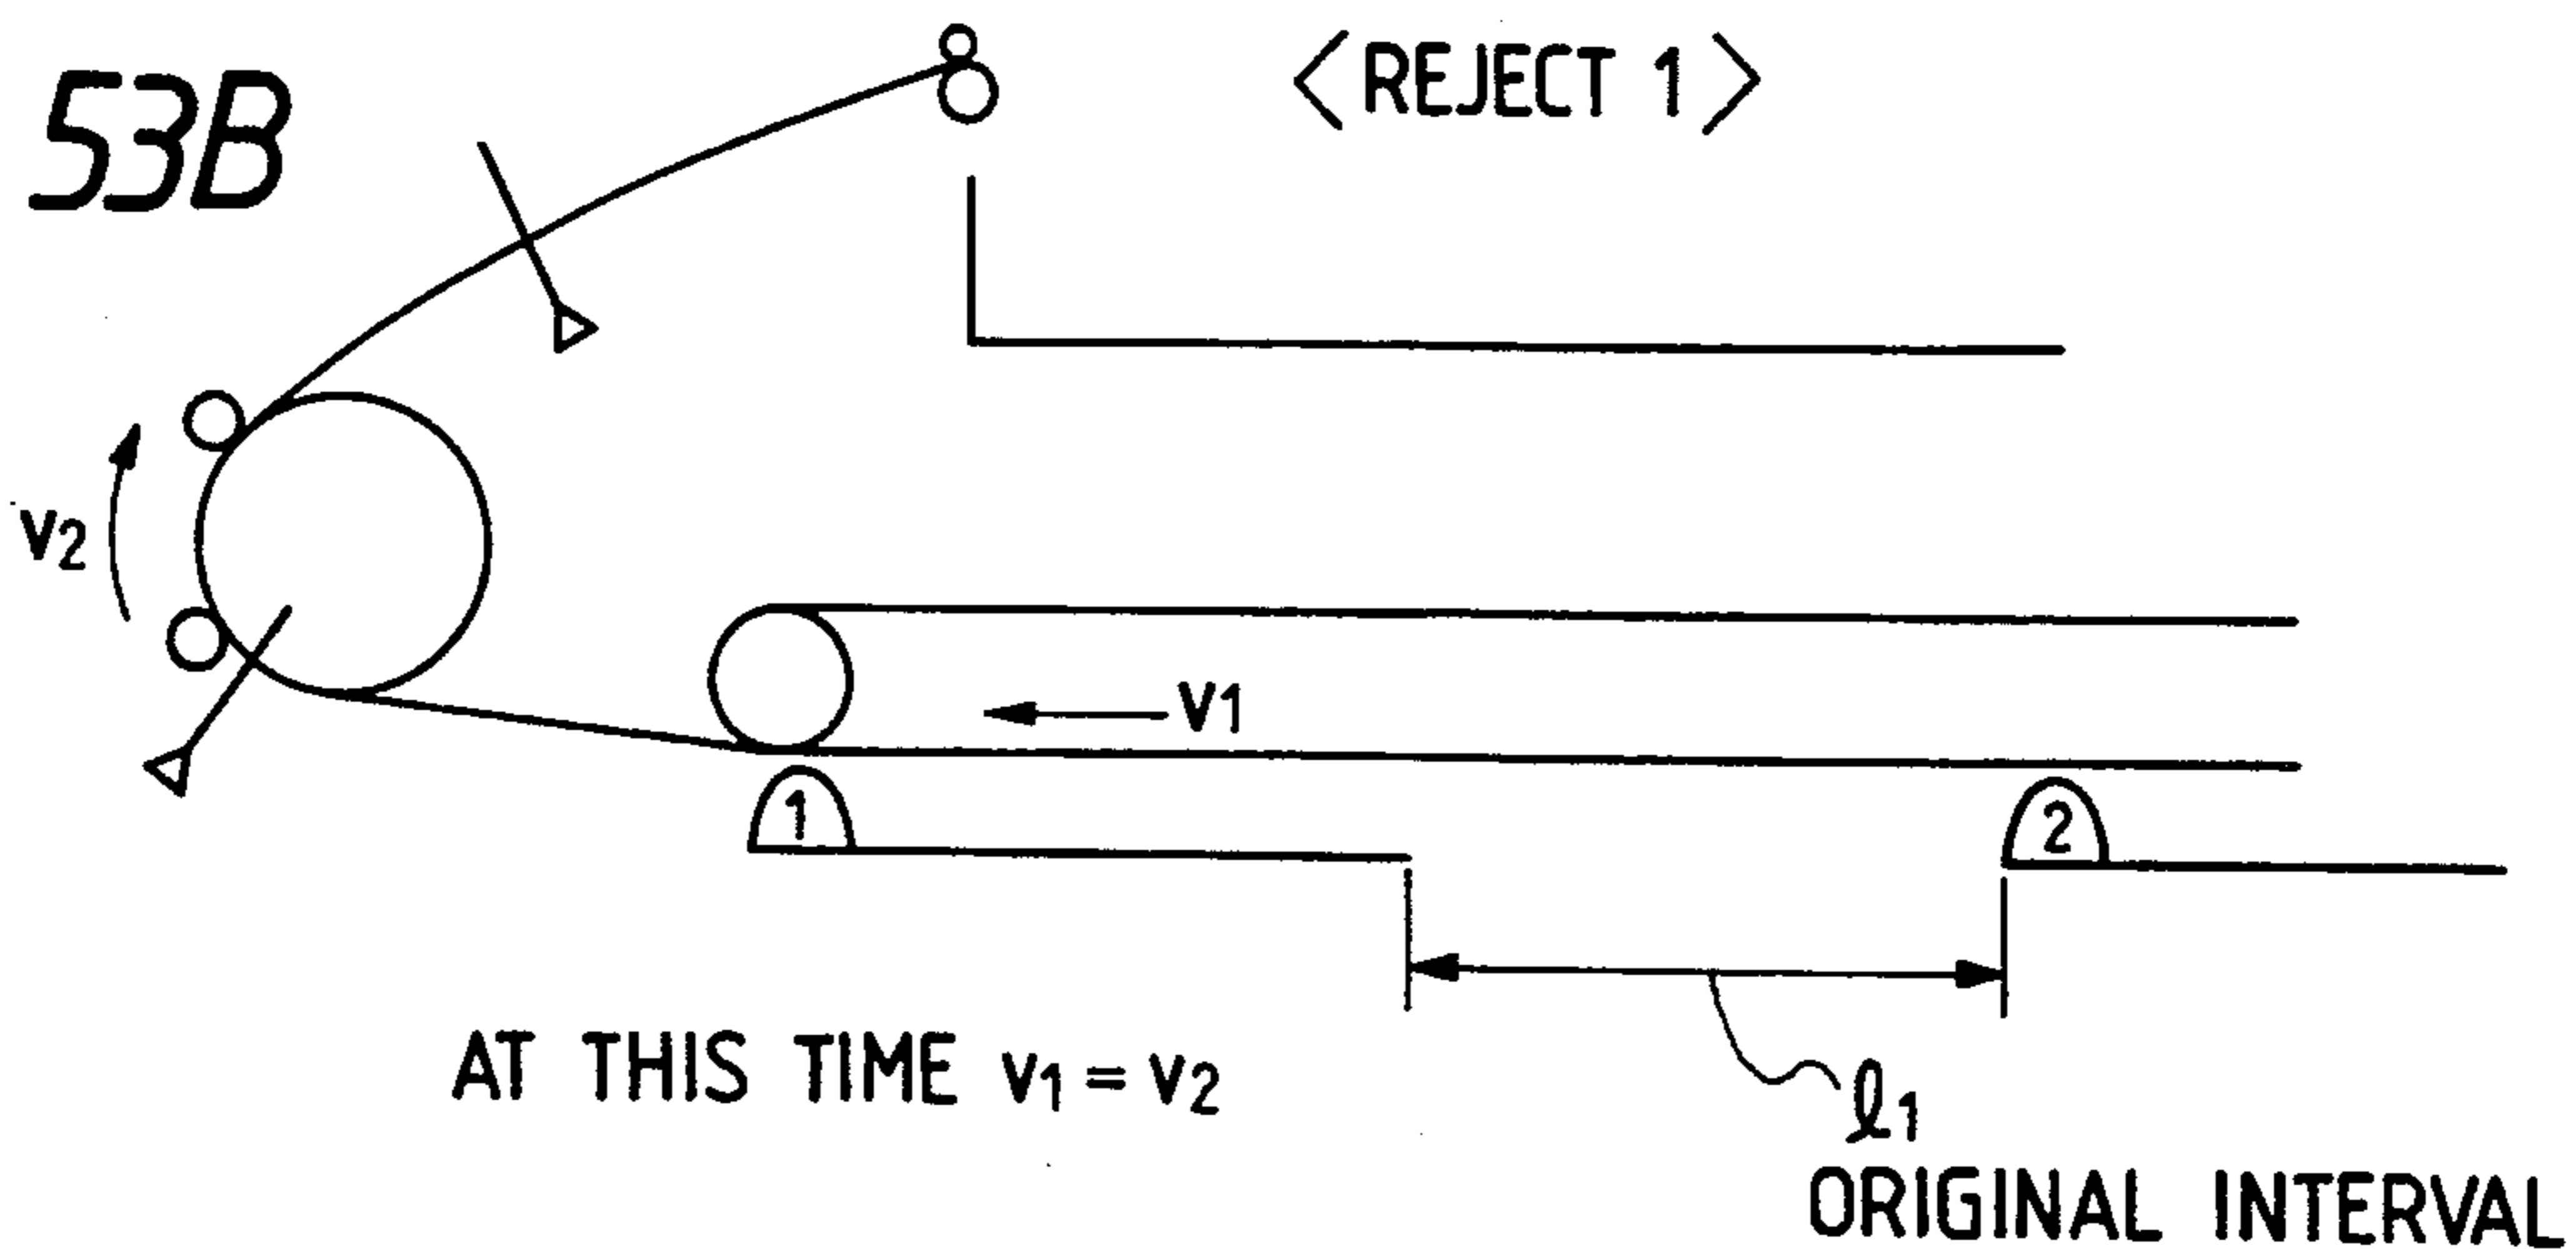 53B
<REJECT 1>
v2
v1
1
2
AT THIS TIME v1 = v2
ℓ1
ORIGINAL INTERVAL